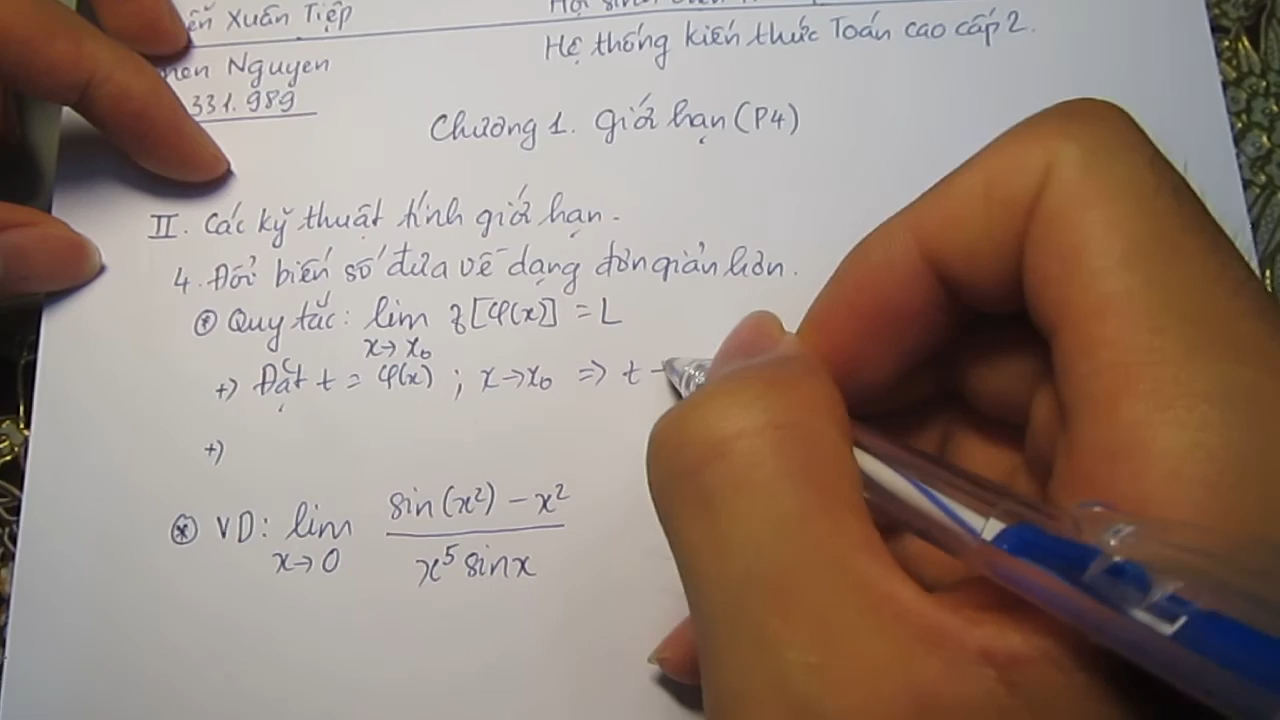 Xuân Tiệp
Hệ thống kiến thức Toán cao cấp 2.
Nguyen
331.989
Chương 1. Giới hạn (P4)
II. Các kỹ thuật tính giới hạn.
4. Đổi biến số đưa về dạng đơn giản hơn.
⊛ Quy tắc: lim f[φ(x)] = L
x→x₀
+) Đặt t = φ(x) ; x→x₀ => t -
+)
⊛ VD: lim sin(x²) - x²
x→0 x⁵ sinx